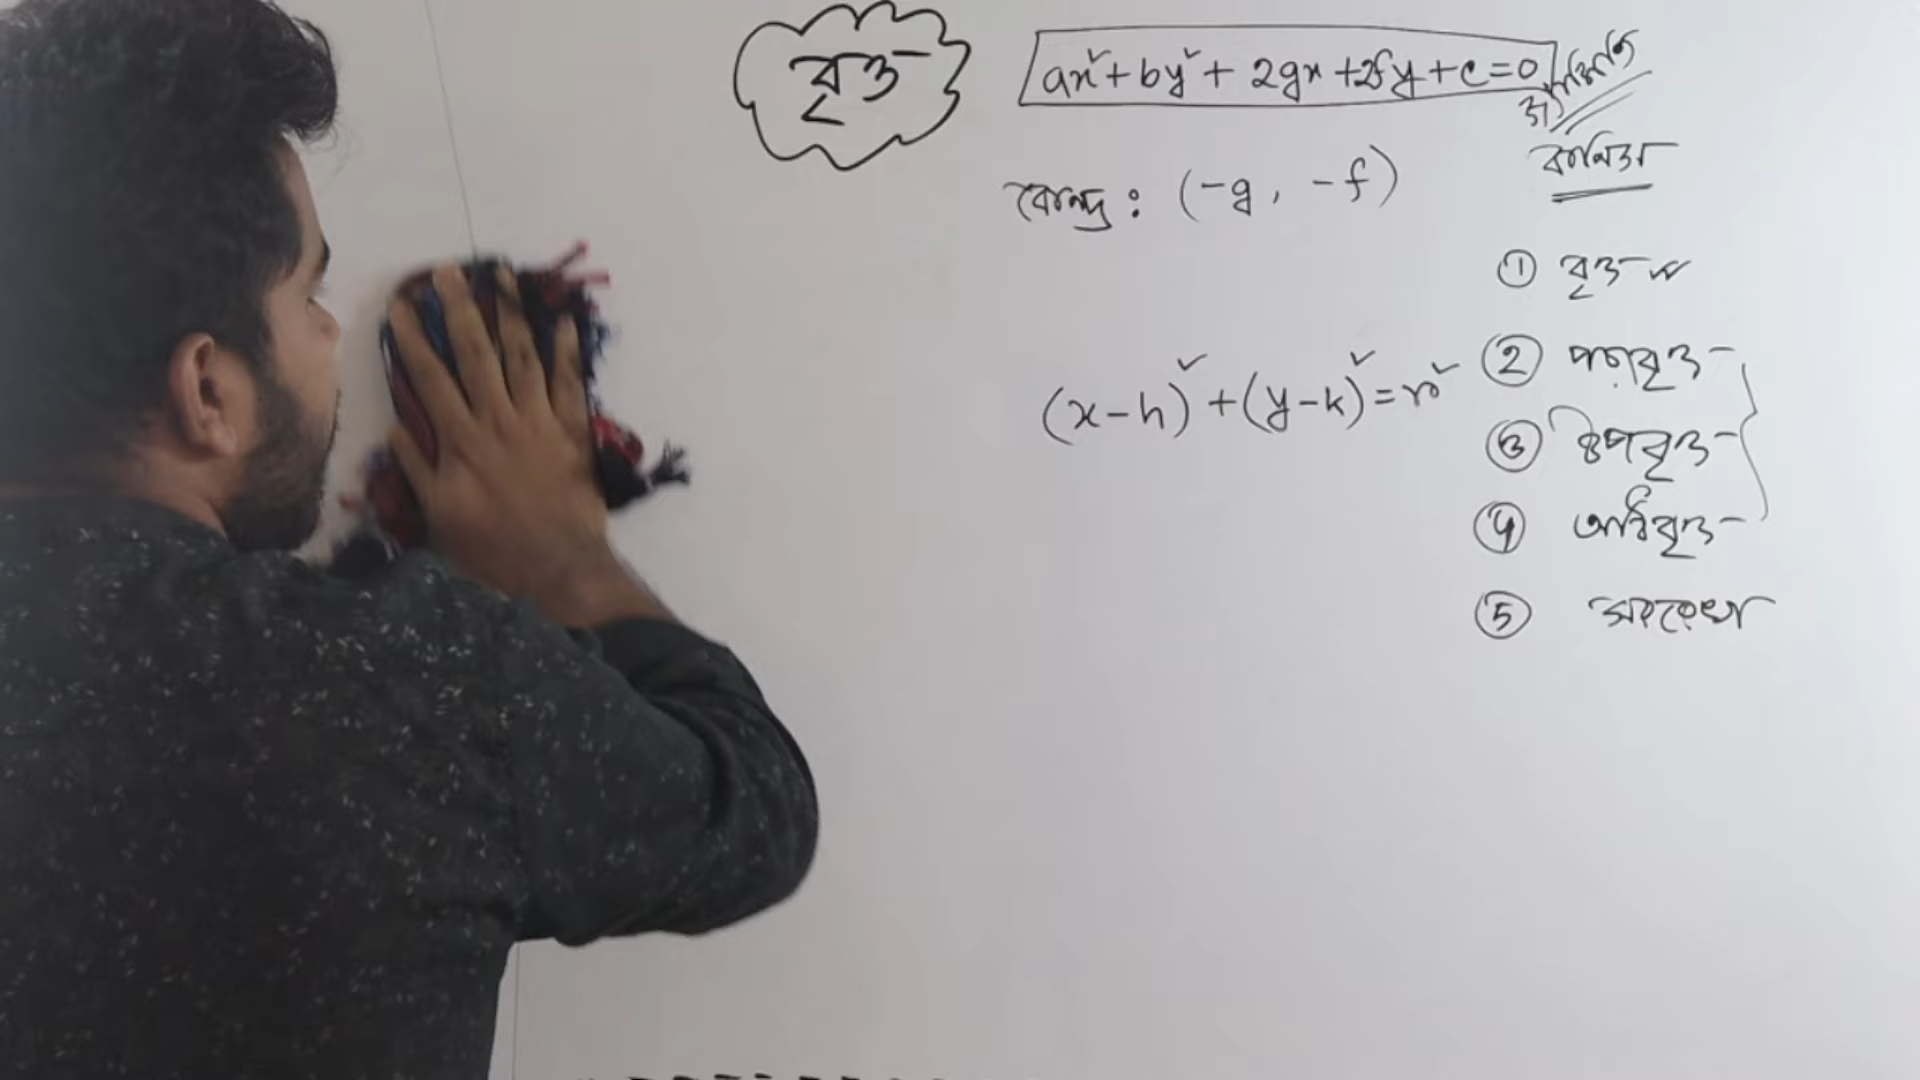 বৃত্ত
ax²+by²+2gx+2fy+c=0
জ্যামিতি
কণিতা
কেন্দ্র : (-g, -f)
① বৃত্ত
② পরাবৃত্ত
(x-h)²+(y-k)²=r²
③ উপবৃত্ত
④ অধিবৃত্ত
⑤ সরলরেখা